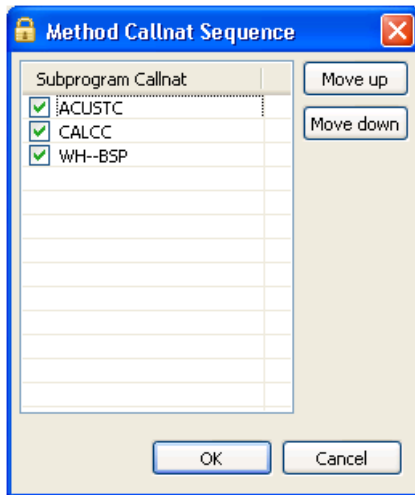 Method Callnat Sequence
Subprogram Callnat
Move up
ACUSTC
Move down
CALCC
WH--BSP
OK
Cancel